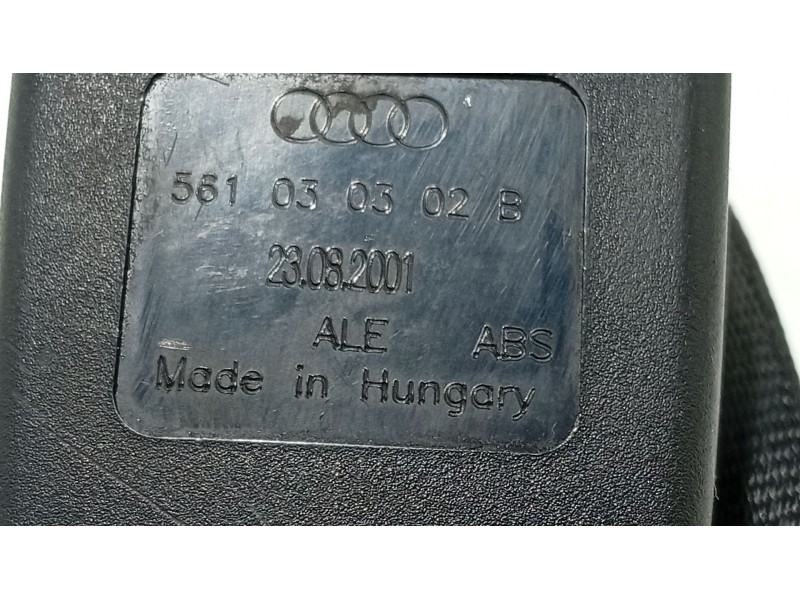 561 03 03 02 B
23.08.2001
ALE ABS
Made in Hungary